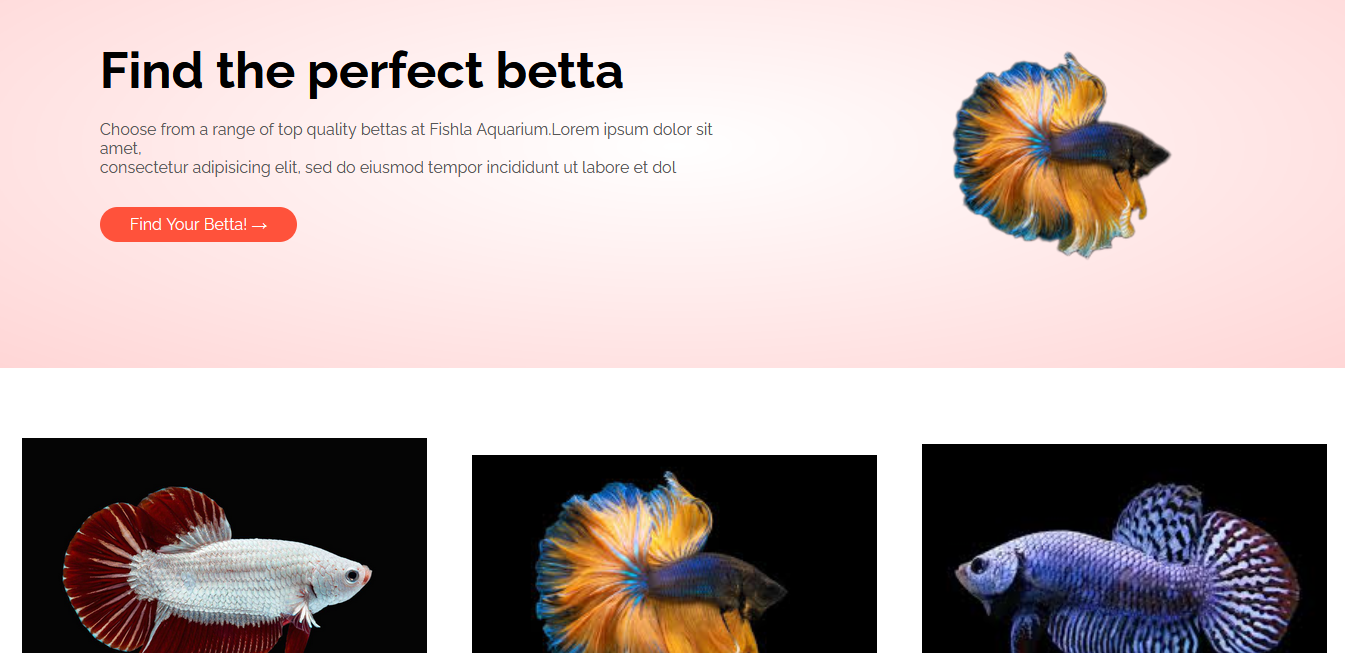 Find the perfect betta
Choose from a range of top quality bettas at Fishla Aquarium.Lorem ipsum dolor sit
amet,
consectetur adipisicing elit, sed do eiusmod tempor incididunt ut labore et dol
Find Your Betta! →